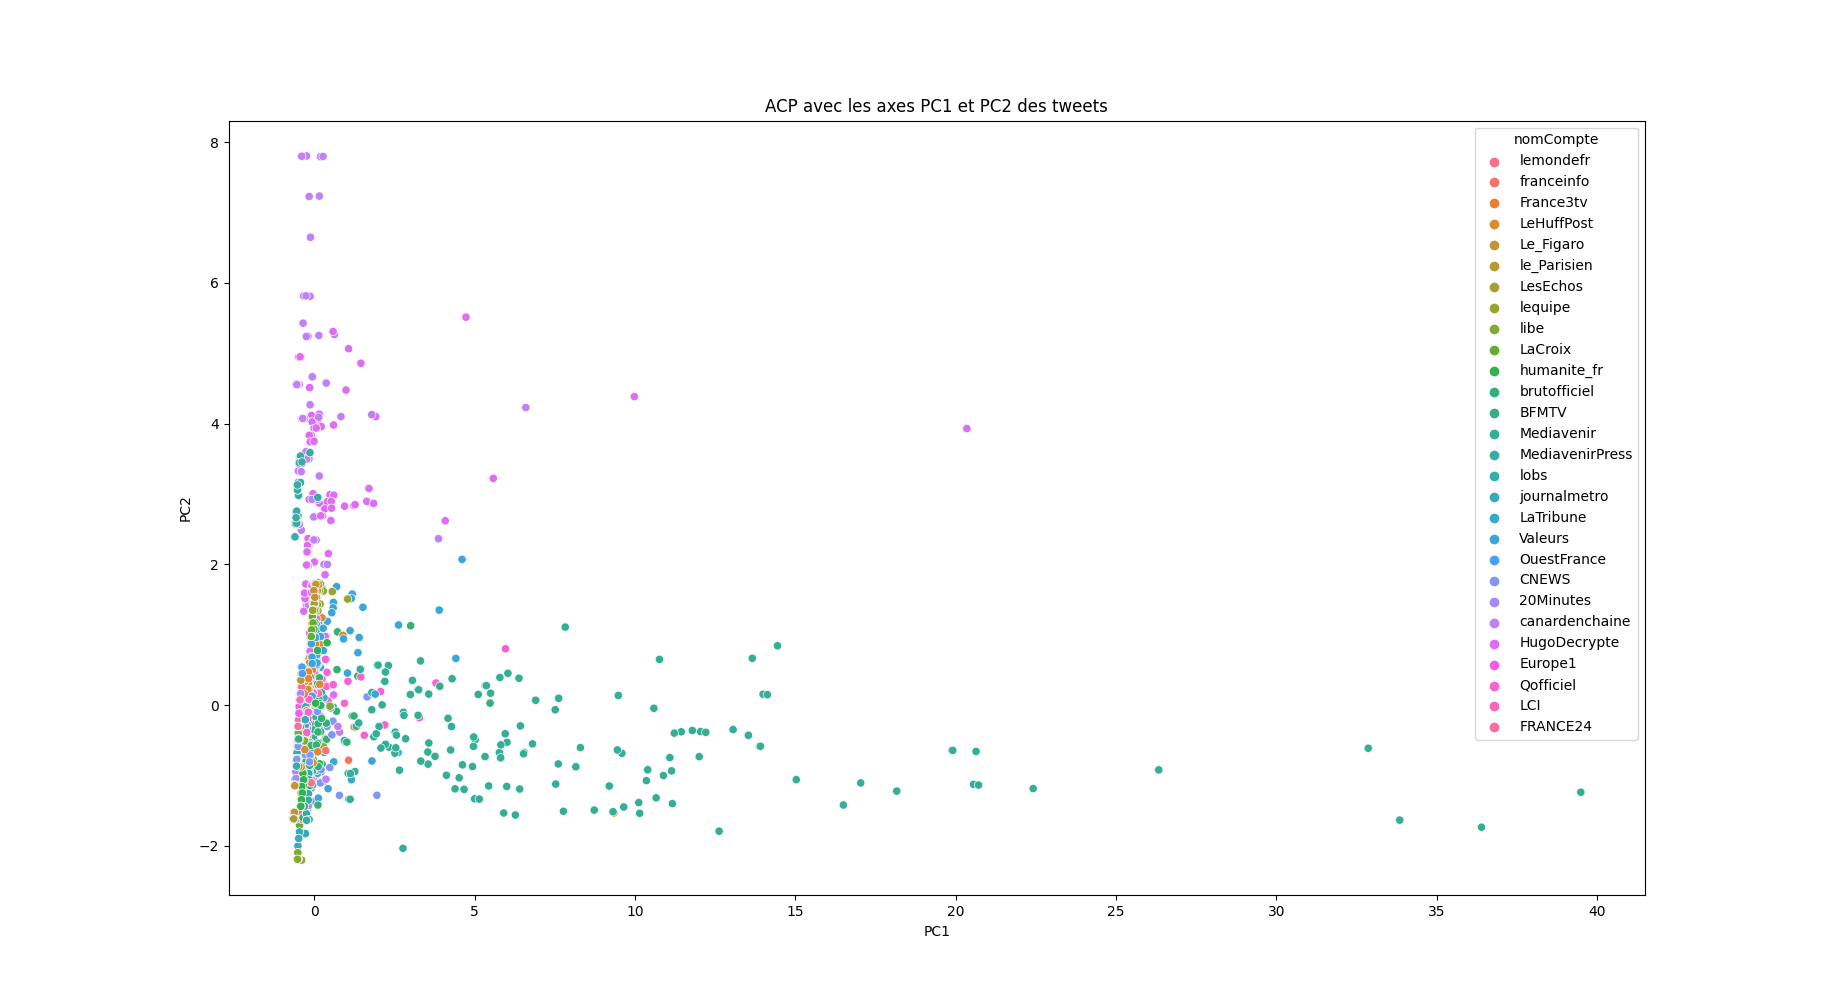 ACP avec les axes PC1 et PC2 des tweets
nomCompte
lemondefr
franceinfo
France3tv
LeHuffPost
Le_Figaro
le_Parisien
LesEchos
lequipe
libe
LaCroix
humanite_fr
brutofficiel
BFMTV
Mediavenir
MediavenirPress
lobs
journalmetro
LaTribune
Valeurs
OuestFrance
CNEWS
20Minutes
canardenchaine
HugoDecrypte
Europe1
Qofficiel
LCI
FRANCE24
PC2
8
6
4
2
0
−2
0 5 10 15 20 25 30 35 40
PC1